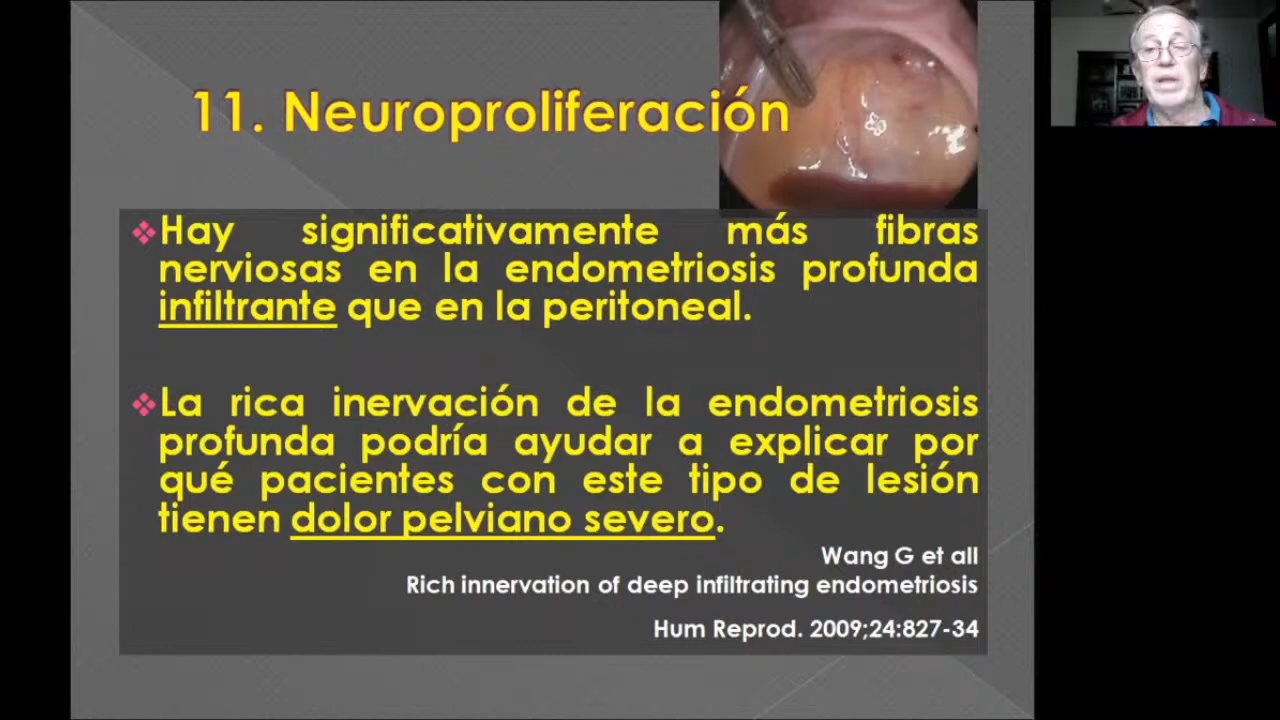 11. Neuroproliferación
Hay significativamente más fibras
nerviosas en la endometriosis profunda
infiltrante que en la peritoneal.
La rica inervación de la endometriosis
profunda podría ayudar a explicar por
qué pacientes con este tipo de lesión
tienen dolor pelviano severo.
Wang G et all
Rich innervation of deep infiltrating endometriosis
Hum Reprod. 2009;24:827-34